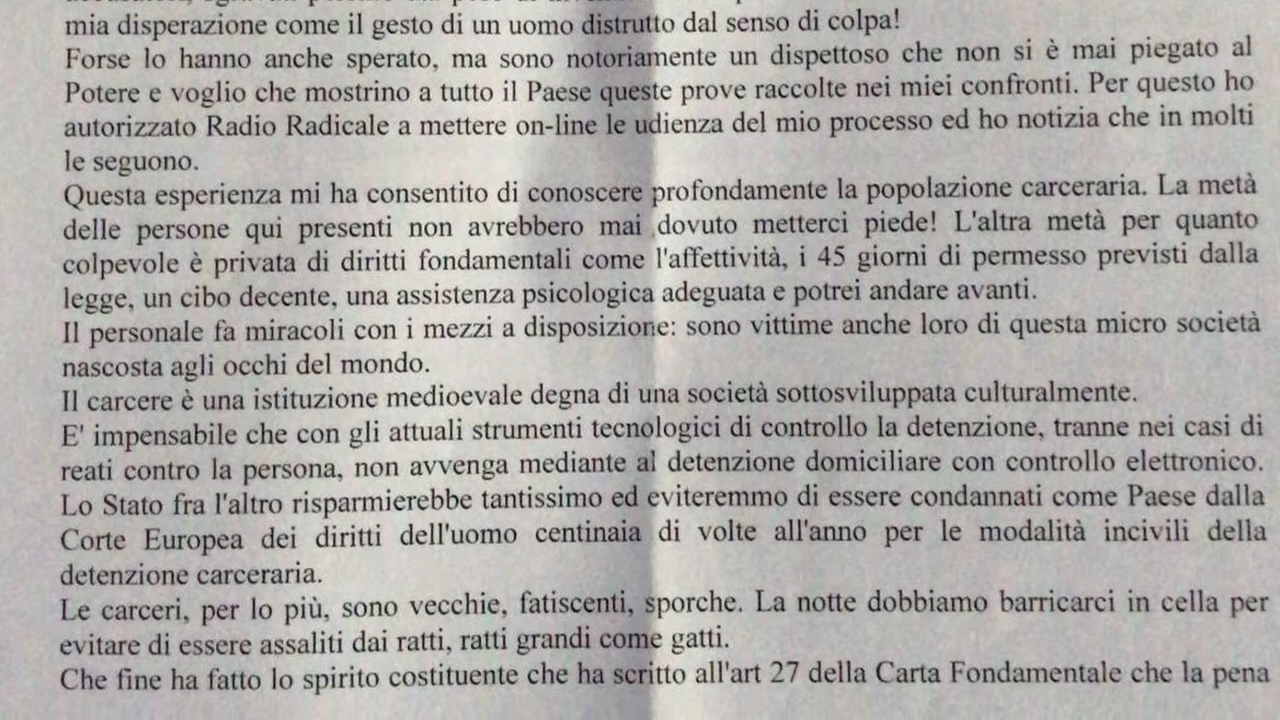 mia disperazione come il gesto di un uomo distrutto dal senso di colpa!
Forse lo hanno anche sperato, ma sono notoriamente un dispettoso che non si è mai piegato al
Potere e voglio che mostrino a tutto il Paese queste prove raccolte nei miei confronti. Per questo ho
autorizzato Radio Radicale a mettere on-line le udienza del mio processo ed ho notizia che in molti
le seguono.
Questa esperienza mi ha consentito di conoscere profondamente la popolazione carceraria. La metà
delle persone qui presenti non avrebbero mai dovuto metterci piede! L'altra metà per quanto
colpevole è privata di diritti fondamentali come l'affettività, i 45 giorni di permesso previsti dalla
legge, un cibo decente, una assistenza psicologica adeguata e potrei andare avanti.
Il personale fa miracoli con i mezzi a disposizione: sono vittime anche loro di questa micro società
nascosta agli occhi del mondo.
Il carcere è una istituzione medioevale degna di una società sottosviluppata culturalmente.
E' impensabile che con gli attuali strumenti tecnologici di controllo la detenzione, tranne nei casi di
reati contro la persona, non avvenga mediante al detenzione domiciliare con controllo elettronico.
Lo Stato fra l'altro risparmierebbe tantissimo ed eviteremmo di essere condannati come Paese dalla
Corte Europea dei diritti dell'uomo centinaia di volte all'anno per le modalità incivili della
detenzione carceraria.
Le carceri, per lo più, sono vecchie, fatiscenti, sporche. La notte dobbiamo barricarci in cella per
evitare di essere assaliti dai ratti, ratti grandi come gatti.
Che fine ha fatto lo spirito costituente che ha scritto all'art 27 della Carta Fondamentale che la pena